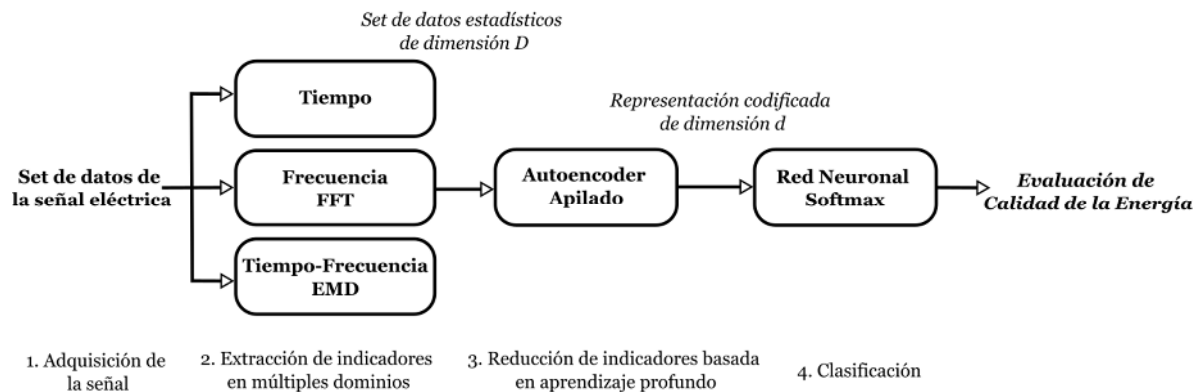 Set de datos estadísticos
de dimensión D
Tiempo
Representación codificada
de dimensión d
Set de datos de
la señal eléctrica
Frecuencia
FFT
Autoencoder
Apilado
Red Neuronal
Softmax
Evaluación de
Calidad de la Energía
Tiempo-Frecuencia
EMD
1. Adquisición de
la señal
2. Extracción de indicadores
en múltiples dominios
3. Reducción de indicadores basada
en aprendizaje profundo
4. Clasificación